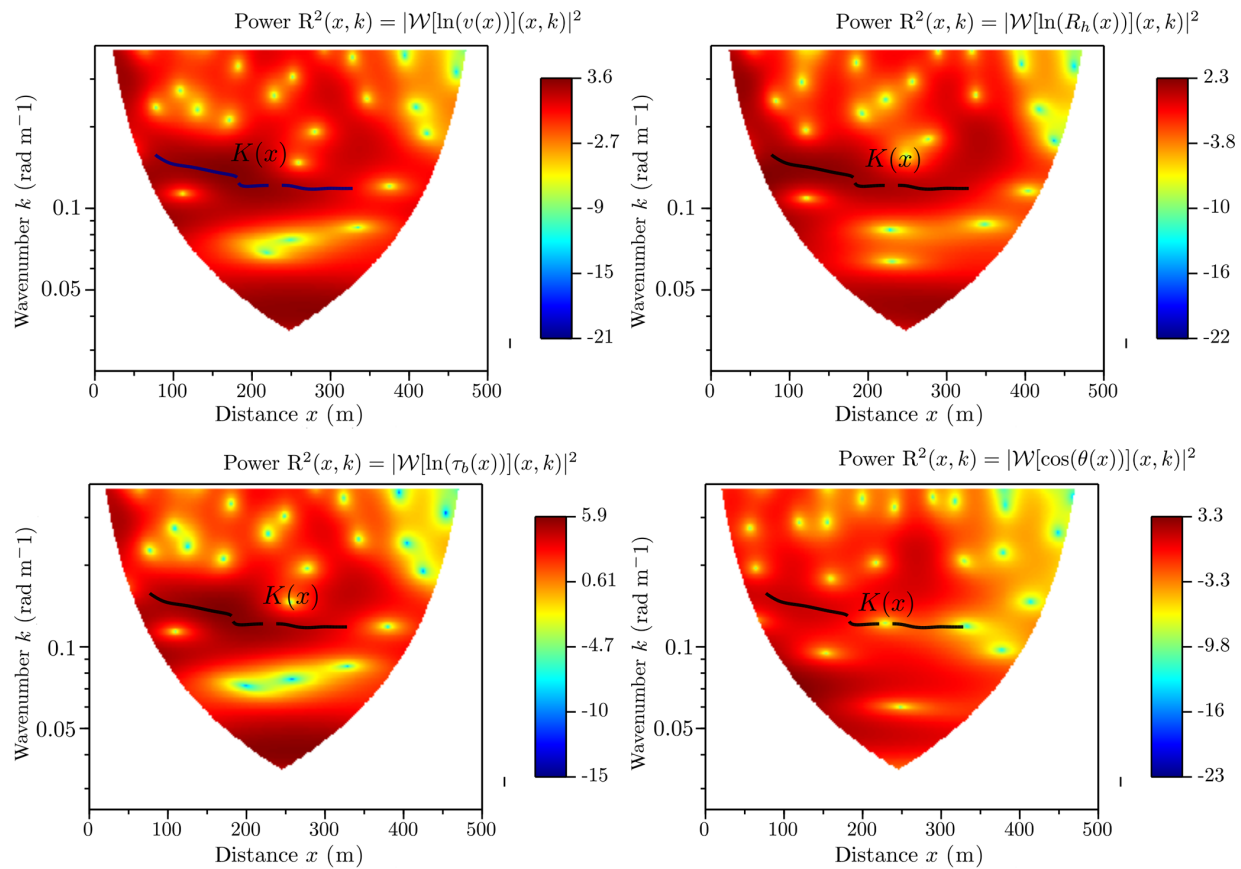 Power R²(x, k) = |𝒲[ln(v(x))](x, k)|²
Wavenumber k (rad m⁻¹)
0.1
0.05
K(x)
0 100 200 300 400 500
Distance x (m)
3.6
-2.7
-9
-15
-21
Power R²(x, k) = |𝒲[ln(R_h(x))](x, k)|²
Wavenumber k (rad m⁻¹)
0.1
0.05
K(x)
0 100 200 300 400 500
Distance x (m)
2.3
-3.8
-10
-16
-22
Power R²(x, k) = |𝒲[ln(τ_b(x))](x, k)|²
Wavenumber k (rad m⁻¹)
0.1
0.05
K(x)
0 100 200 300 400 500
Distance x (m)
5.9
0.61
-4.7
-10
-15
Power R²(x, k) = |𝒲[cos(θ(x))](x, k)|²
Wavenumber k (rad m⁻¹)
0.1
0.05
K(x)
0 100 200 300 400 500
Distance x (m)
3.3
-3.3
-9.8
-16
-23